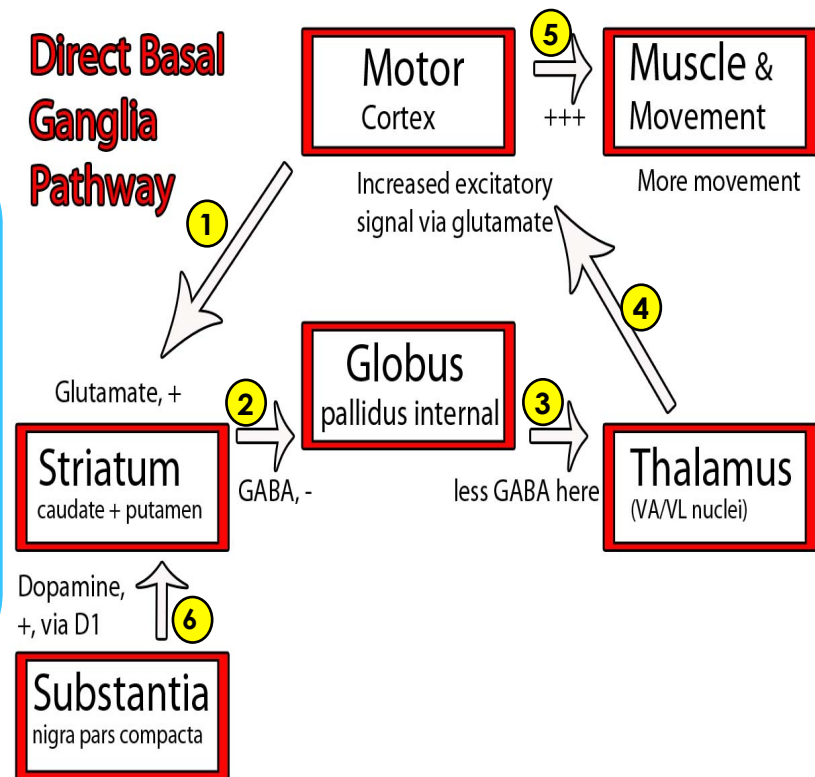 Direct Basal
Ganglia
Pathway
Motor
Cortex
5
+++
Muscle &
Movement
Increased excitatory
signal via glutamate
More movement
1
4
Glutamate, +
2
Globus
pallidus internal
3
Striatum
caudate + putamen
GABA, -
less GABA here
Thalamus
(VA/VL nuclei)
Dopamine,
+, via D1
6
Substantia
nigra pars compacta